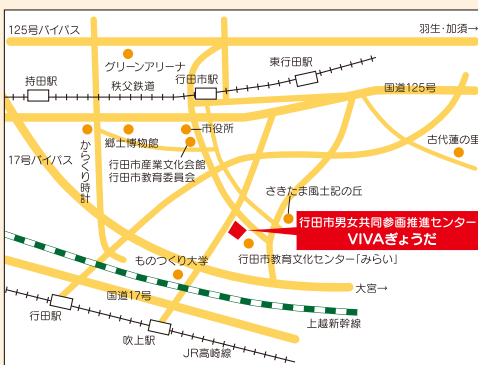 125号バイパス
羽生・加須→
グリーンアリーナ
東行田駅
持田駅
秩父鉄道
行田市駅
国道125号
市役所
郷土博物館
古代蓮の里
17号バイパス
からくり時計
行田市産業文化会館
行田市教育委員会
さきたま風土記の丘
行田市男女共同参画推進センター
VIVAぎょうだ
ものつくり大学
行田市教育文化センター「みらい」
国道17号
大宮→
行田駅
上越新幹線
吹上駅
JR高崎線